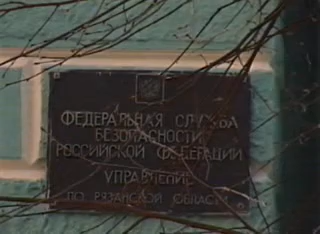 ФЕДЕРАЛЬНАЯ СЛУЖБА
БЕЗОПАСНОСТИ
РОССИЙСКОЙ ФЕДЕРАЦИИ
УПРАВЛЕНИЕ
ПО РЯЗАНСКОЙ ОБЛАСТИ